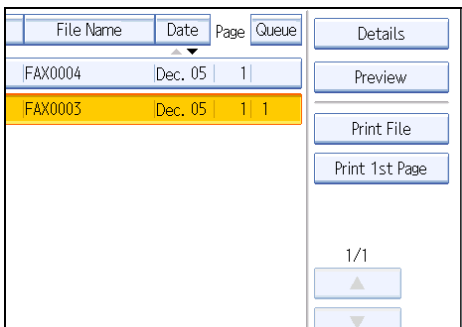 File Name Date Page Queue
FAX0004 Dec. 05 1
FAX0003 Dec. 05 1 1
Details
Preview
Print File
Print 1st Page
1/1